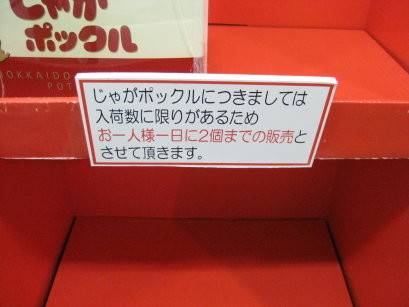 じゃが
ポックル
HOKKAIDO
POT
じゃがポックルにつきましては
入荷数に限りがあるため
お一人様一日に2個までの販売と
させて頂きます。